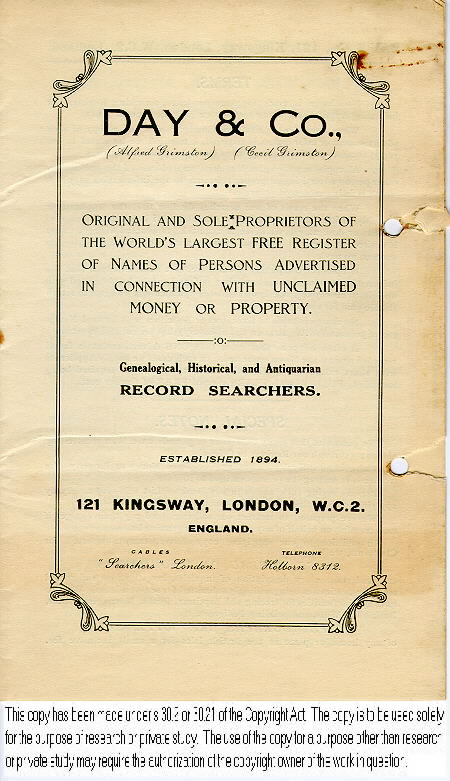 DAY & Co.,
(Alfred Grimston) (Cecil Grimston)
ORIGINAL AND SOLE PROPRIETORS OF
THE WORLD'S LARGEST FREE REGISTER
OF NAMES OF PERSONS ADVERTISED
IN CONNECTION WITH UNCLAIMED
MONEY OR PROPERTY.
:o:
Genealogical, Historical, and Antiquarian
RECORD SEARCHERS.
ESTABLISHED 1894.
121 KINGSWAY, LONDON, W.C.2.
ENGLAND.
CABLES TELEPHONE
"Searchers" London. Holborn 8312.
This copy has been made under s 30.2 or 30.21 of the Copyright Act. The copy is to be used solely
for the purpose of research or private study. The use of the copy for a purpose other than research
or private study may require the authorization of the copyright owner of the work in question.